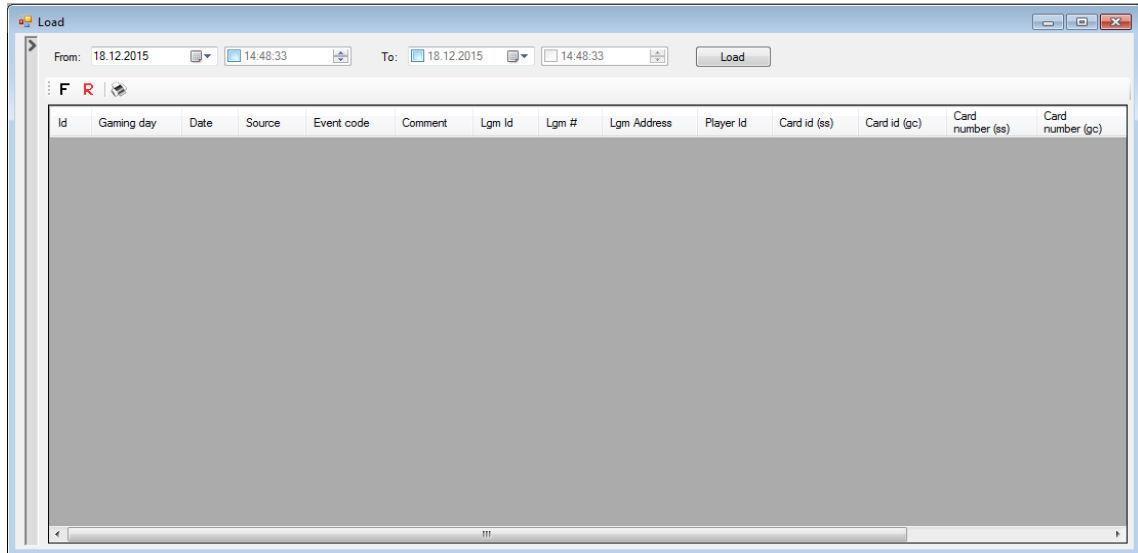 Load
From: 18.12.2015 14:48:33 To: 18.12.2015 14:48:33 Load
F R
Id Gaming day Date Source Event code Comment Lgm Id Lgm # Lgm Address Player Id Card id (ss) Card id (gc) Card number (ss) Card number (gc)